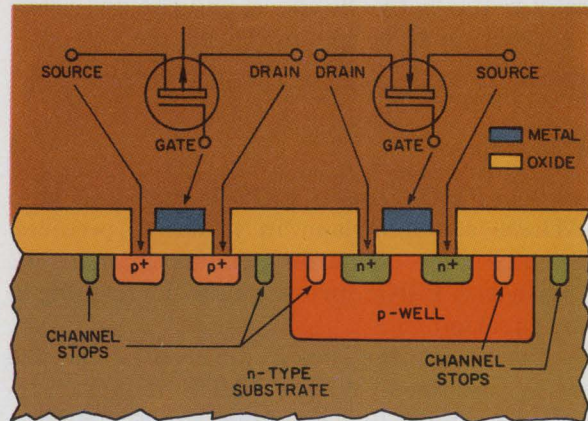 SOURCE
DRAIN
DRAIN
SOURCE
GATE
GATE
METAL
OXIDE
p+
p+
n+
n+
p-WELL
CHANNEL
STOPS
CHANNEL
STOPS
n-TYPE
SUBSTRATE